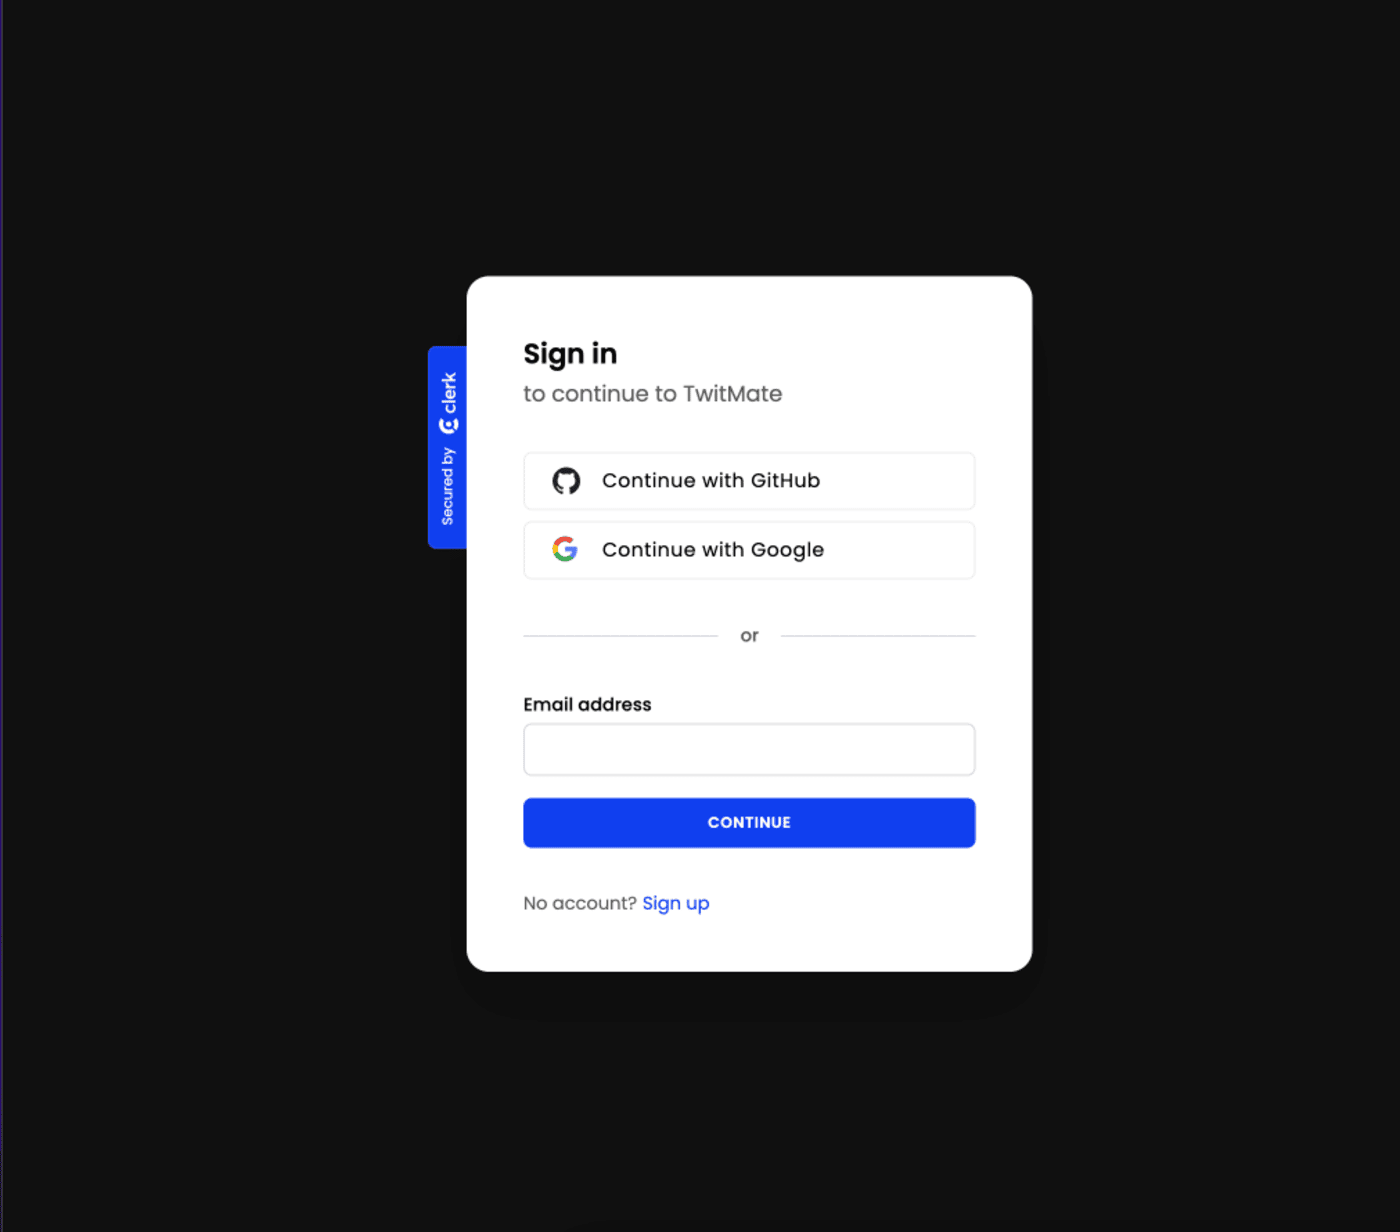 Sign in
to continue to TwitMate
Secured by clerk
Continue with GitHub
Continue with Google
or
Email address
CONTINUE
No account? Sign up